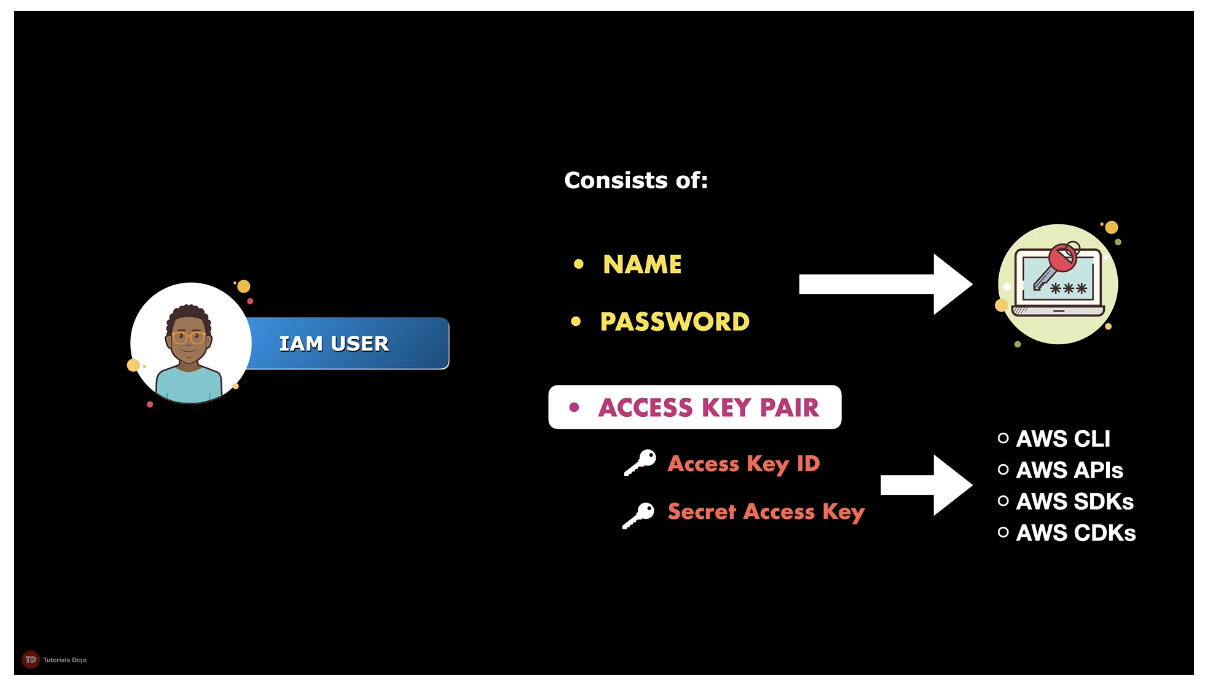 Consists of:
• NAME
• PASSWORD
***
IAM USER
• ACCESS KEY PAIR
Access Key ID
Secret Access Key
○ AWS CLI
○ AWS APIs
○ AWS SDKs
○ AWS CDKs
TD Tutorials Dojo